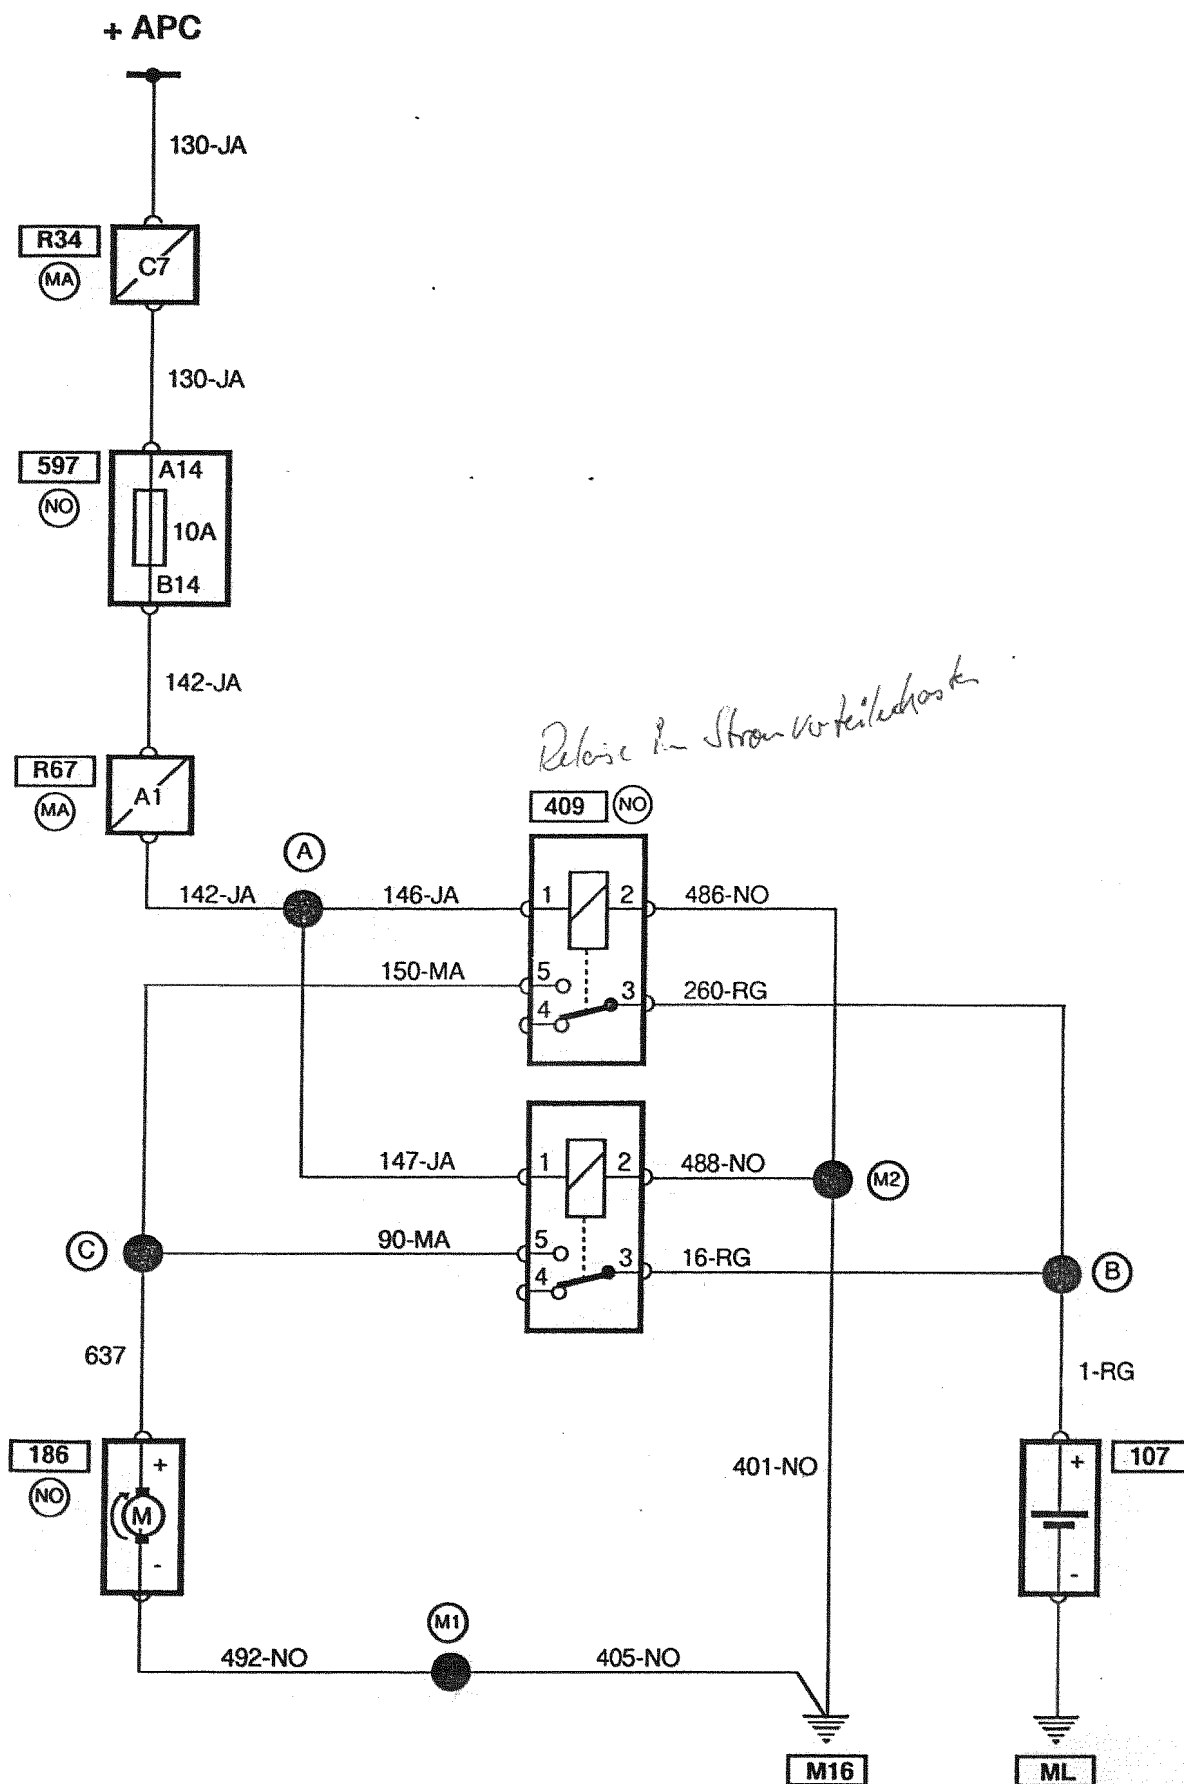 + APC
130-JA
R34
MA
C7
130-JA
597
NO
A14
10A
B14
142-JA
R67
MA
A1
Relaise im Stromverteilerkasten
409 NO
A
142-JA 146-JA 1 2 486-NO
150-MA 5
4 3 260-RG
147-JA 1 2 488-NO M2
C 90-MA 5
4 3 16-RG B
637
1-RG
186
NO
+
M
-
401-NO
+
-
107
M1
492-NO 405-NO
M16 ML